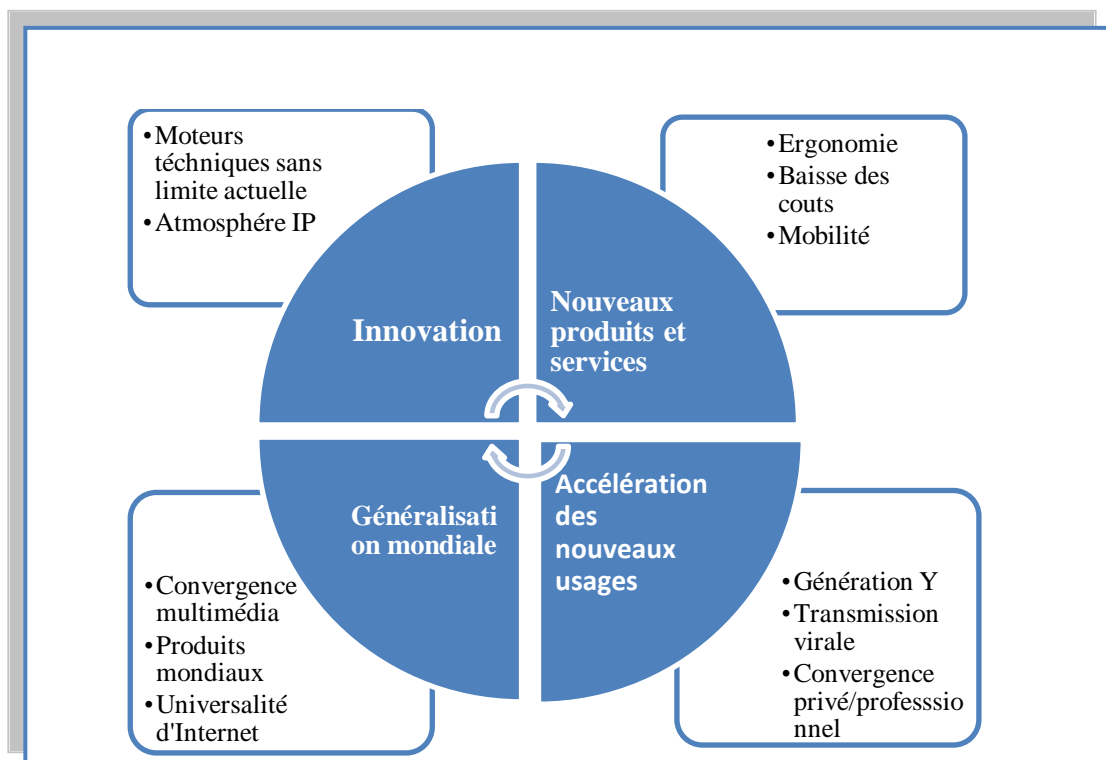 •Moteurs
téchniques sans
limite actuelle
•Atmosphére IP
•Ergonomie
•Baisse des
couts
•Mobilité
Innovation
Nouveaux
produits et
services
Généralisati
on mondiale
Accélération
des
nouveaux
usages
•Convergence
multimédia
•Produits
mondiaux
•Universalité
d'Internet
•Génération Y
•Transmission
virale
•Convergence
privé/professsio
nnel